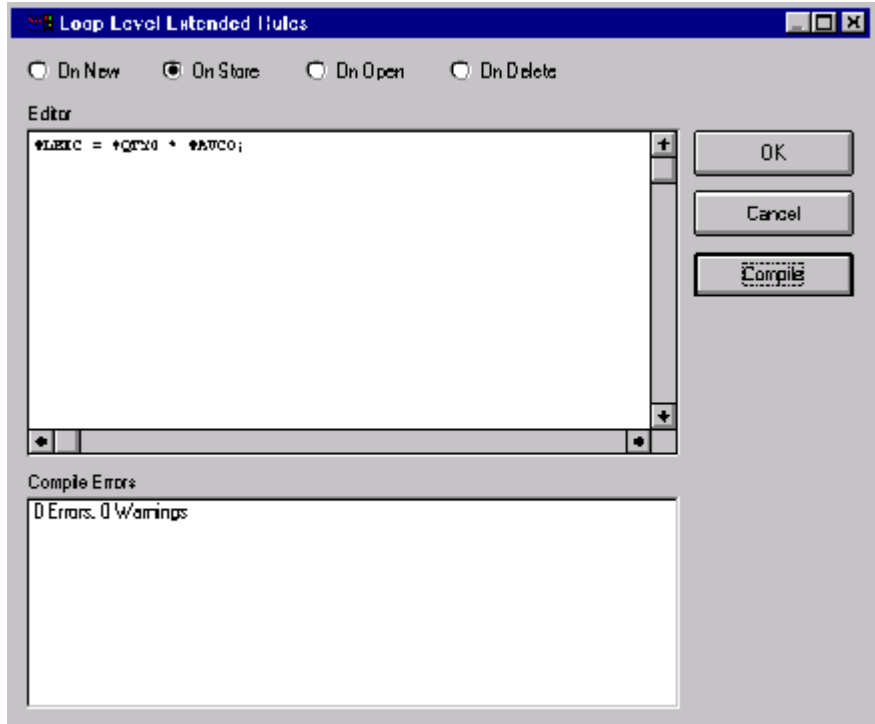 Loop Level Extended Rules
On New On Store On Open On Delete
Editor
=
OK
Cancel
Compile
Compile Errors
0 Errors, 0 Warnings